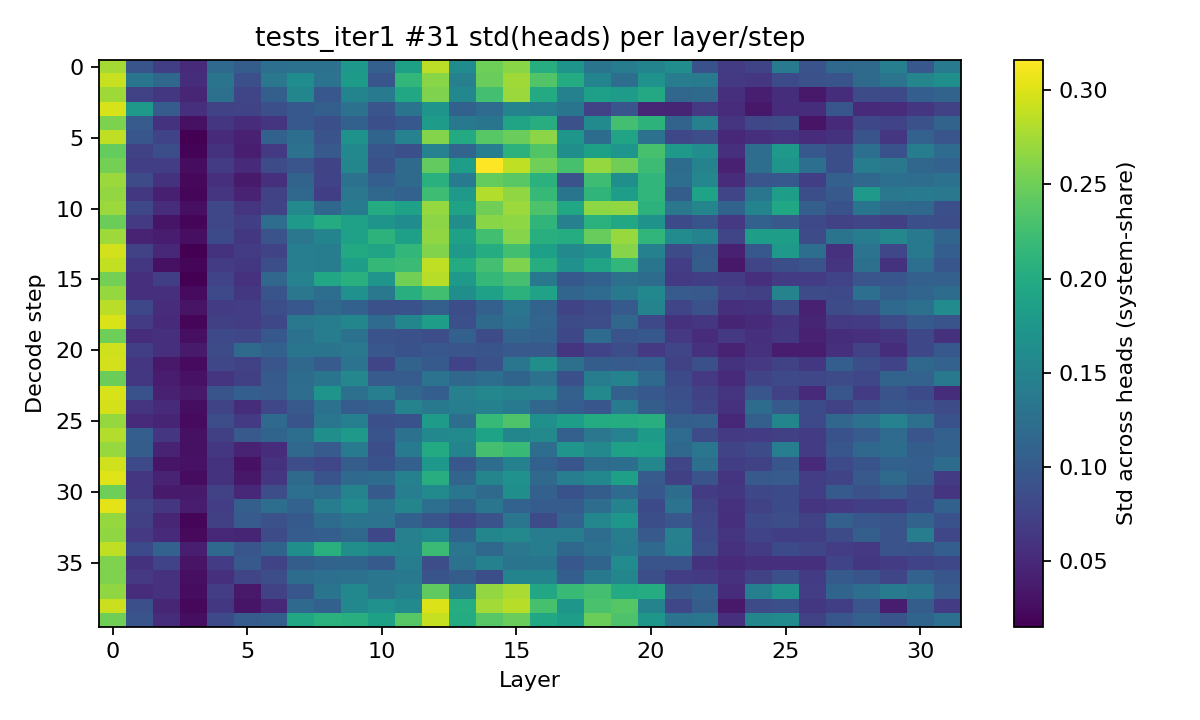 tests_iter1 #31 std(heads) per layer/step
Decode step
0
5
10
15
20
25
30
35
0 5 10 15 20 25 30
Layer
0.30
0.25
0.20
0.15
0.10
0.05
Std across heads (system-share)